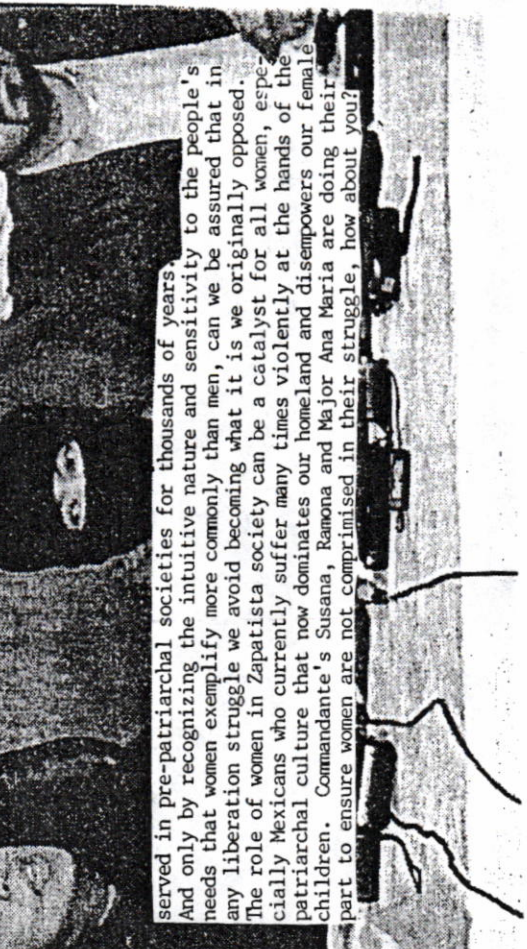 served in pre-patriarchal societies for thousands of years.
And only by recognizing the intuitive nature and sensitivity to the people's
needs that women exemplify more commonly than men, can we be assured that in
any liberation struggle we avoid becoming what it is we originally opposed.
The role of women in Zapatista society can be a catalyst for all women, espe-
cially Mexicans who currently suffer many times violently at the hands of the
patriarchal culture that now dominates our homeland and disempowers our female
children. Commandante's Susana, Ramona and Major Ana Maria are doing their
part to ensure women are not comprimised in their struggle, how about you?